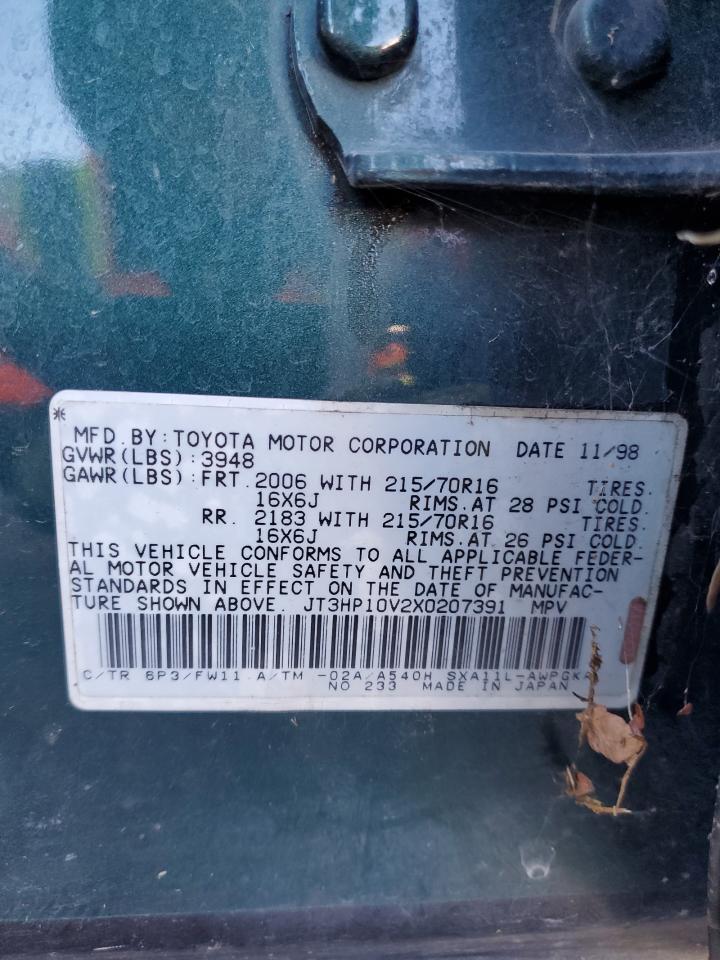 MFD.BY:TOYOTA MOTOR CORPORATION DATE 11/98
GVWR(LBS):3948
GAWR(LBS):FRT.2006 WITH 215/70R16 TIRES.
16X6J RIMS.AT 28 PSI COLD.
RR. 2183 WITH 215/70R16 TIRES.
16X6J RIMS.AT 26 PSI COLD.
THIS VEHICLE CONFORMS TO ALL APPLICABLE FEDER-
AL MOTOR VEHICLE SAFETY AND THEFT PREVENTION
STANDARDS IN EFFECT ON THE DATE OF MANUFAC-
TURE SHOWN ABOVE. JT3HP10V2X0207391 MPV
C/TR 6P3/FW11 A/TM -02A/A540H SXA11L-AWPGKA
NO 233 MADE IN JAPAN